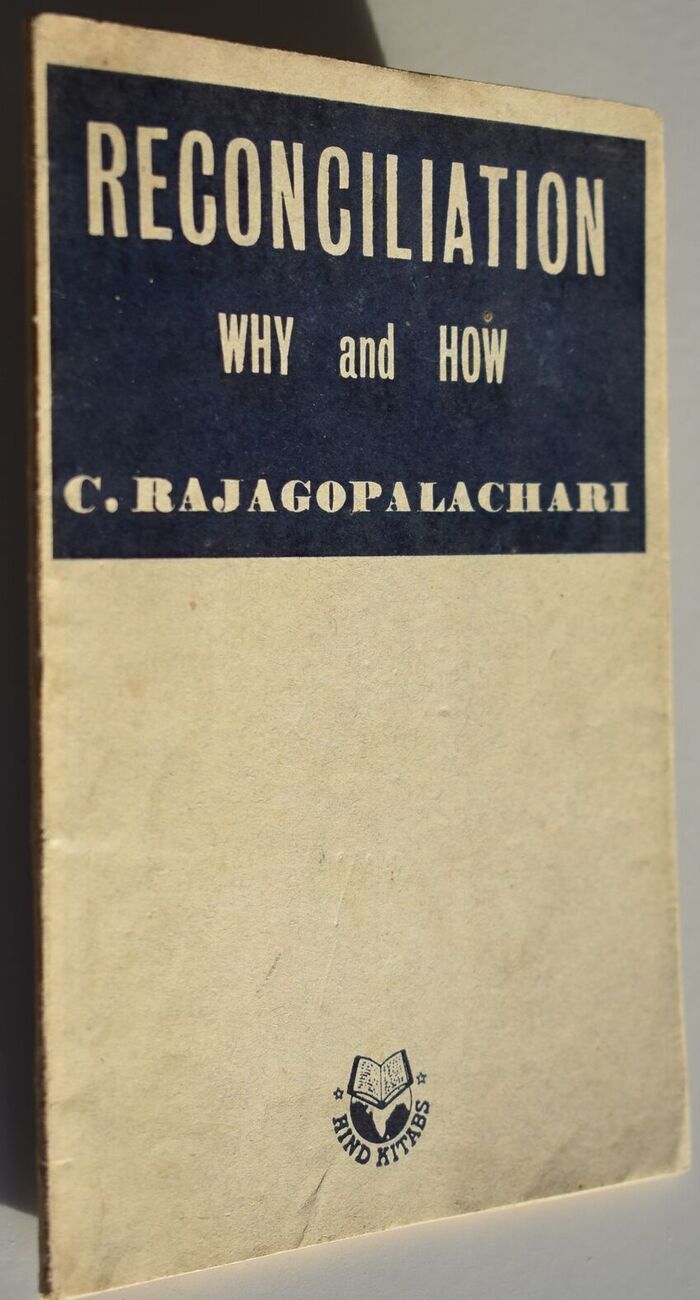 RECONCILIATION
WHY and HOW
C. RAJAGOPALACHARI
HIND KITABS